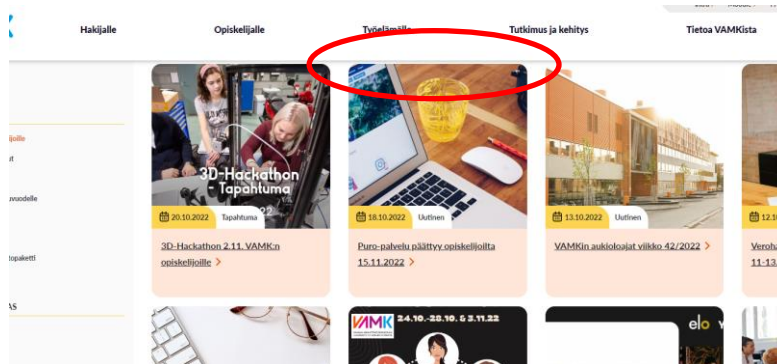 Hakijalle
Opiskelijalle
Työelämälle
Tutkimus ja kehitys
Tietoa VAMKista
3D-Hackathon
- Tapahtuma
20.10.2022 Tapahtuma
18.10.2022 Uutinen
13.10.2022 Uutinen
3D-Hackathon 2.11. VAMK:n
opiskelijoille >
Puro-palvelu päättyy opiskelijoilta
15.11.2022 >
VAMKin aukioloajat viikko 42/2022 >
VAMK
24.10.-28.10. & 3.11.22
elo